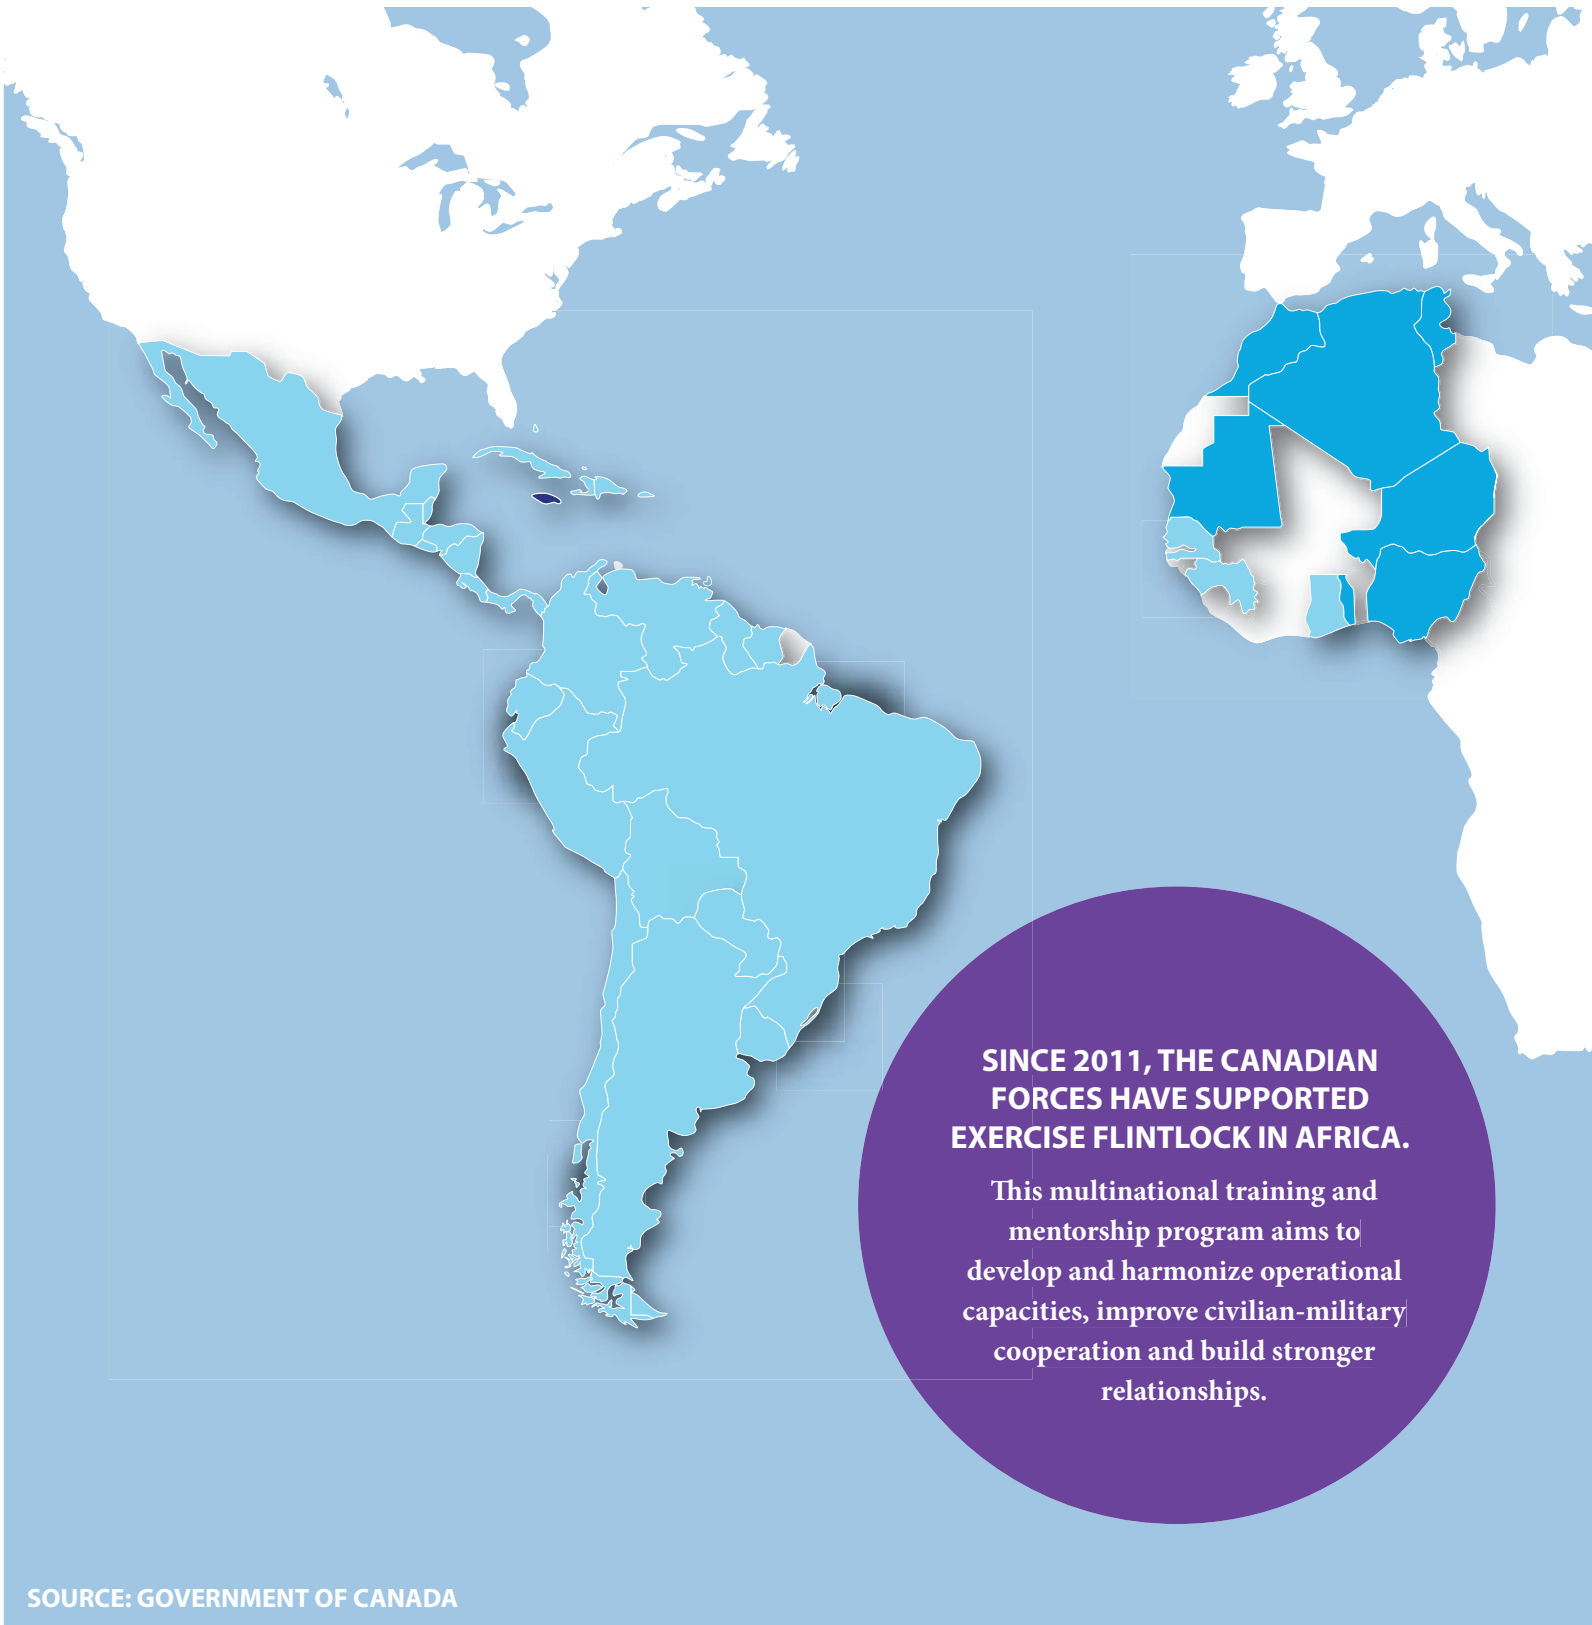 SINCE 2011, THE CANADIAN
FORCES HAVE SUPPORTED
EXERCISE FLINTLOCK IN AFRICA.
This multinational training and
mentorship program aims to
develop and harmonize operational
capacities, improve civilian-military
cooperation and build stronger
relationships.
SOURCE: GOVERNMENT OF CANADA